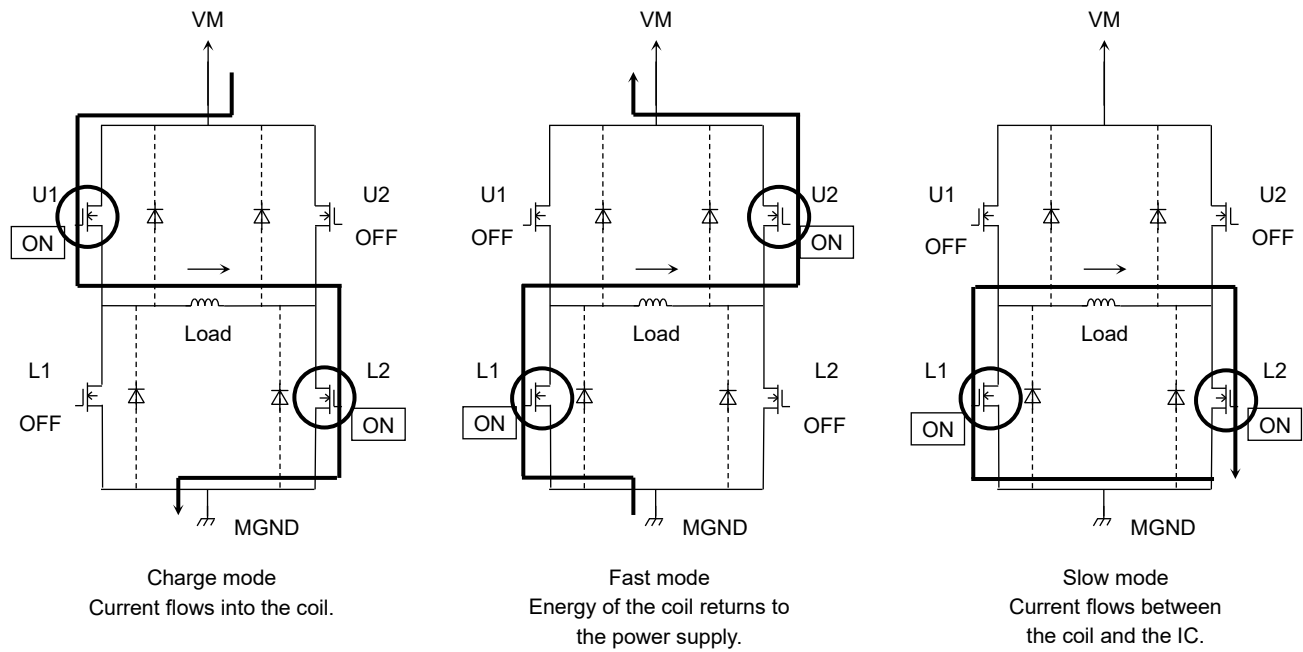 VM
U1
U2
ON
OFF
Load
L1
L2
OFF
ON
MGND
Charge mode
Current flows into the coil.
VM
U1
U2
OFF
ON
Load
L1
L2
ON
OFF
MGND
Fast mode
Energy of the coil returns to
the power supply.
VM
U1
U2
OFF
OFF
Load
L1
L2
ON
ON
MGND
Slow mode
Current flows between
the coil and the IC.